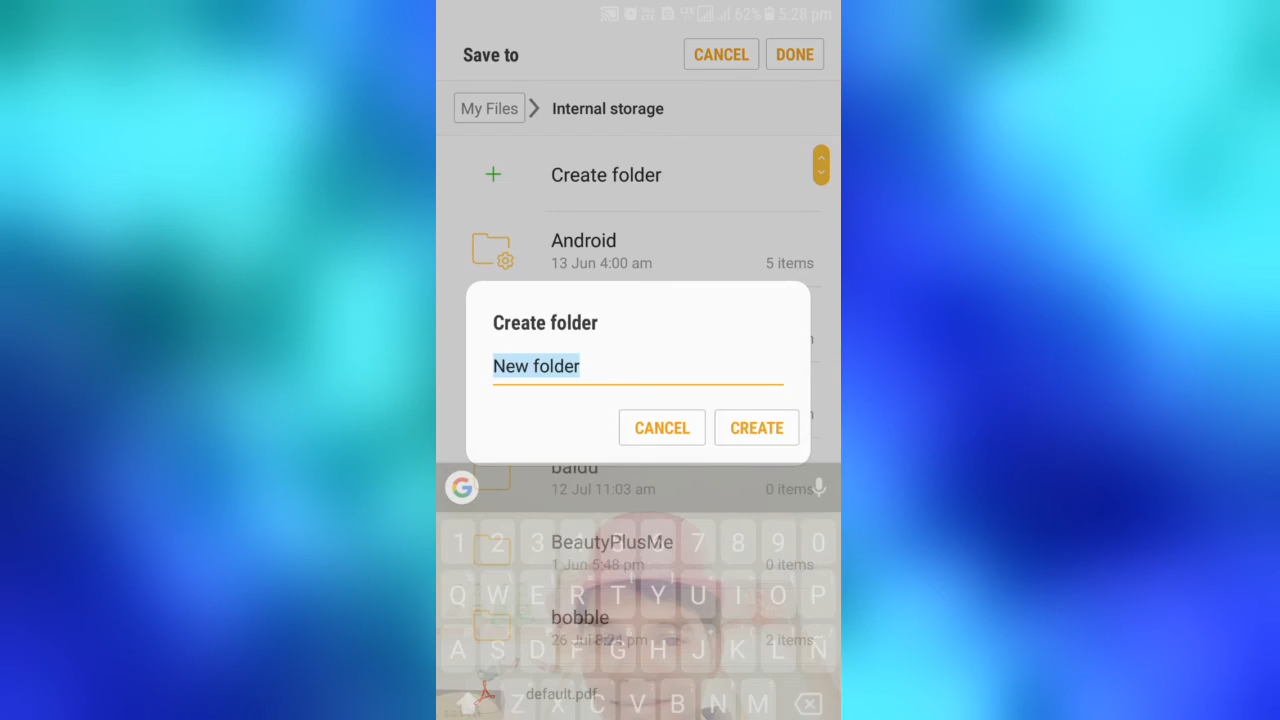 62% 5:28 pm
Save to
CANCEL
DONE
My Files
Internal storage
Create folder
Android
13 Jun 4:00 am
5 items
Create folder
New folder
CANCEL
CREATE
baidu
12 Jul 11:03 am
0 items
G
1 2 3 4 5 6 7 8 9 0
BeautyPlusMe
1 Jun 5:48 pm
0 items
Q W E R T Y U I O P
bobble
26 Jul 8:24 pm
2 items
A S D F G H J K L Ñ
default.pdf
Z X C V B N M